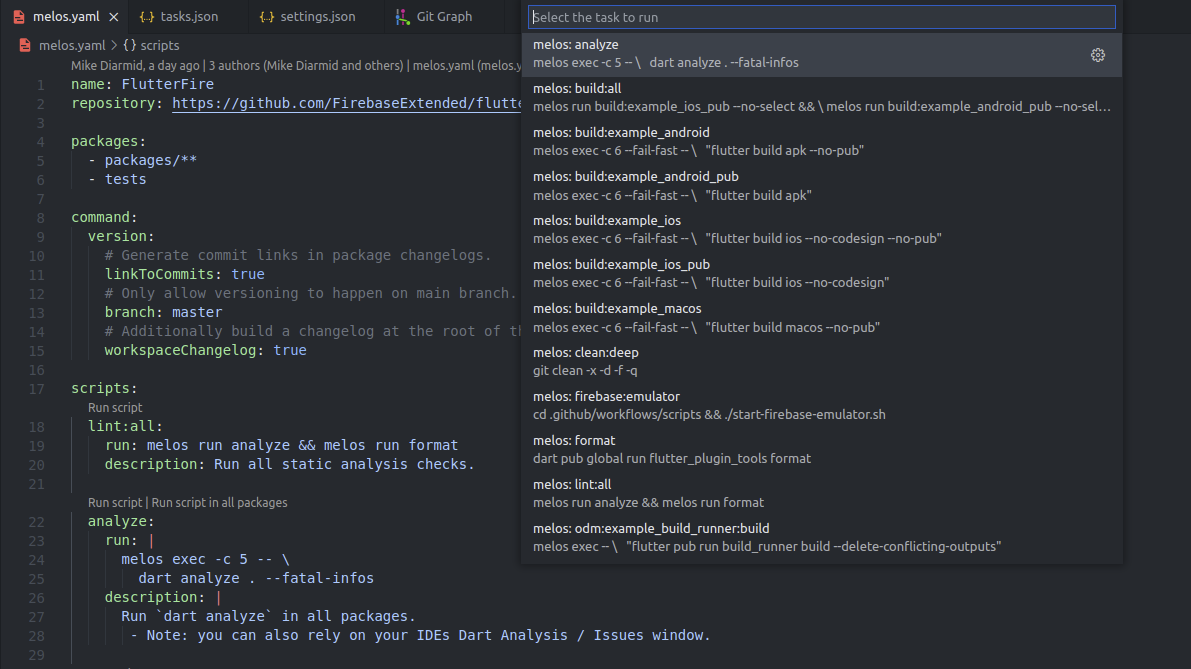 melos.yaml
tasks.json
settings.json
Git Graph
melos.yaml > {} scripts
Mike Diarmid, a day ago | 3 authors (Mike Diarmid and others) | melos.yaml (melos.y
1 name: FlutterFire
2 repository: https://github.com/FirebaseExtended/flutte
3
4 packages:
5 - packages/**
6 - tests
7
8 command:
9 version:
10 # Generate commit links in package changelogs.
11 linkToCommits: true
12 # Only allow versioning to happen on main branch.
13 branch: master
14 # Additionally build a changelog at the root of th
15 workspaceChangelog: true
16
17 scripts:
Run script
18 lint:all:
19 run: melos run analyze && melos run format
20 description: Run all static analysis checks.
21
Run script | Run script in all packages
22 analyze:
23 run: |
24 melos exec -c 5 -- \
25 dart analyze . --fatal-infos
26 description: |
27 Run `dart analyze` in all packages.
28 - Note: you can also rely on your IDEs Dart Analysis / Issues window.
29
Select the task to run
melos: analyze
melos exec -c 5 -- \ dart analyze . --fatal-infos
melos: build:all
melos run build:example_ios_pub --no-select && \ melos run build:example_android_pub --no-sel...
melos: build:example_android
melos exec -c 6 --fail-fast -- \ "flutter build apk --no-pub"
melos: build:example_android_pub
melos exec -c 6 --fail-fast -- \ "flutter build apk"
melos: build:example_ios
melos exec -c 6 --fail-fast -- \ "flutter build ios --no-codesign --no-pub"
melos: build:example_ios_pub
melos exec -c 6 --fail-fast -- \ "flutter build ios --no-codesign"
melos: build:example_macos
melos exec -c 6 --fail-fast -- \ "flutter build macos --no-pub"
melos: clean:deep
git clean -x -d -f -q
melos: firebase:emulator
cd .github/workflows/scripts && ./start-firebase-emulator.sh
melos: format
dart pub global run flutter_plugin_tools format
melos: lint:all
melos run analyze && melos run format
melos: odm:example_build_runner:build
melos exec -- \ "flutter pub run build_runner build --delete-conflicting-outputs"